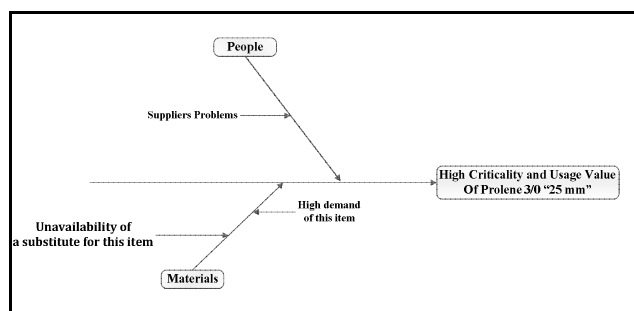 People
Suppliers Problems
High Criticality and Usage Value
Of Prolene 3/0 “25 mm”
High demand
of this item
Unavailability of
a substitute for this item
Materials